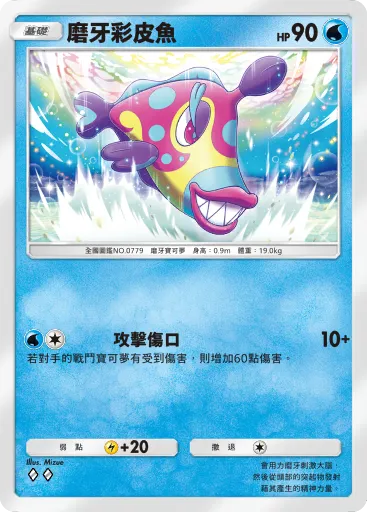 基礎 磨牙彩皮魚 HP 90
全國圖鑑NO.0779 磨牙寶可夢 身高：0.9m 體重：19.0kg
攻擊傷口 10+
若對手的戰鬥寶可夢有受到傷害，則增加60點傷害。
弱點 +20 撤退
Illus. Mizue
會用力磨牙刺激大腦，
然後從頭部的突起物發射
藉其產生的精神力量。